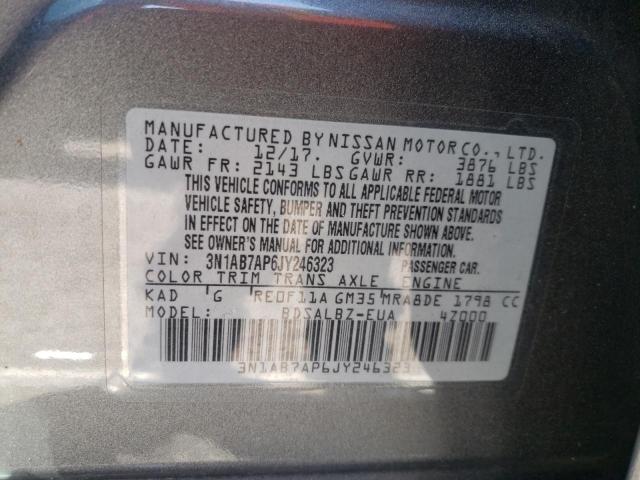 MANUFACTURED BY NISSAN MOTOR CO., LTD.
DATE: 12/17. GVWR: 3876 LBS
GAWR FR: 2143 LBS GAWR RR: 1881 LBS
THIS VEHICLE CONFORMS TO ALL APPLICABLE FEDERAL MOTOR
VEHICLE SAFETY, BUMPER AND THEFT PREVENTION STANDARDS
IN EFFECT ON THE DATE OF MANUFACTURE SHOWN ABOVE.
SEE OWNER'S MANUAL FOR ADDITIONAL INFORMATION.
VIN: 3N1AB7AP6JY246323 PASSENGER CAR.
COLOR TRIM TRANS AXLE ENGINE
KAD 'G RE0F11A GM35 MRA8DE 1798 CC
MODEL: BDSALBZ-EUA 4Z000
3N1AB7AP6JY246323